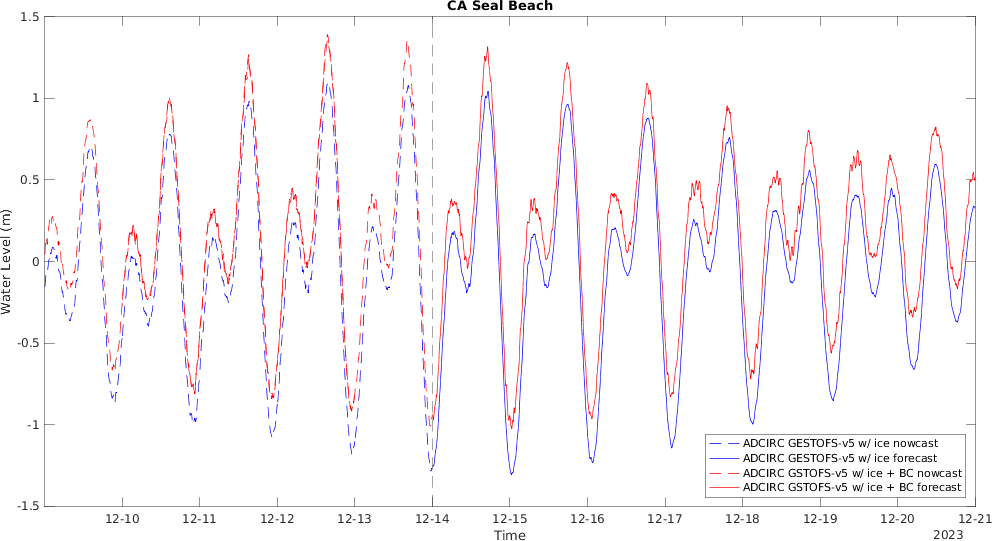 CA Seal Beach
1.5
1
0.5
0
-0.5
-1
-1.5
Water Level (m)
12-10 12-11 12-12 12-13 12-14 12-15 12-16 12-17 12-18 12-19 12-20 12-21
Time
2023
ADCIRC GESTOFS-v5 w/ ice nowcast
ADCIRC GESTOFS-v5 w/ ice forecast
ADCIRC GSTOFS-v5 w/ ice + BC nowcast
ADCIRC GSTOFS-v5 w/ ice + BC forecast